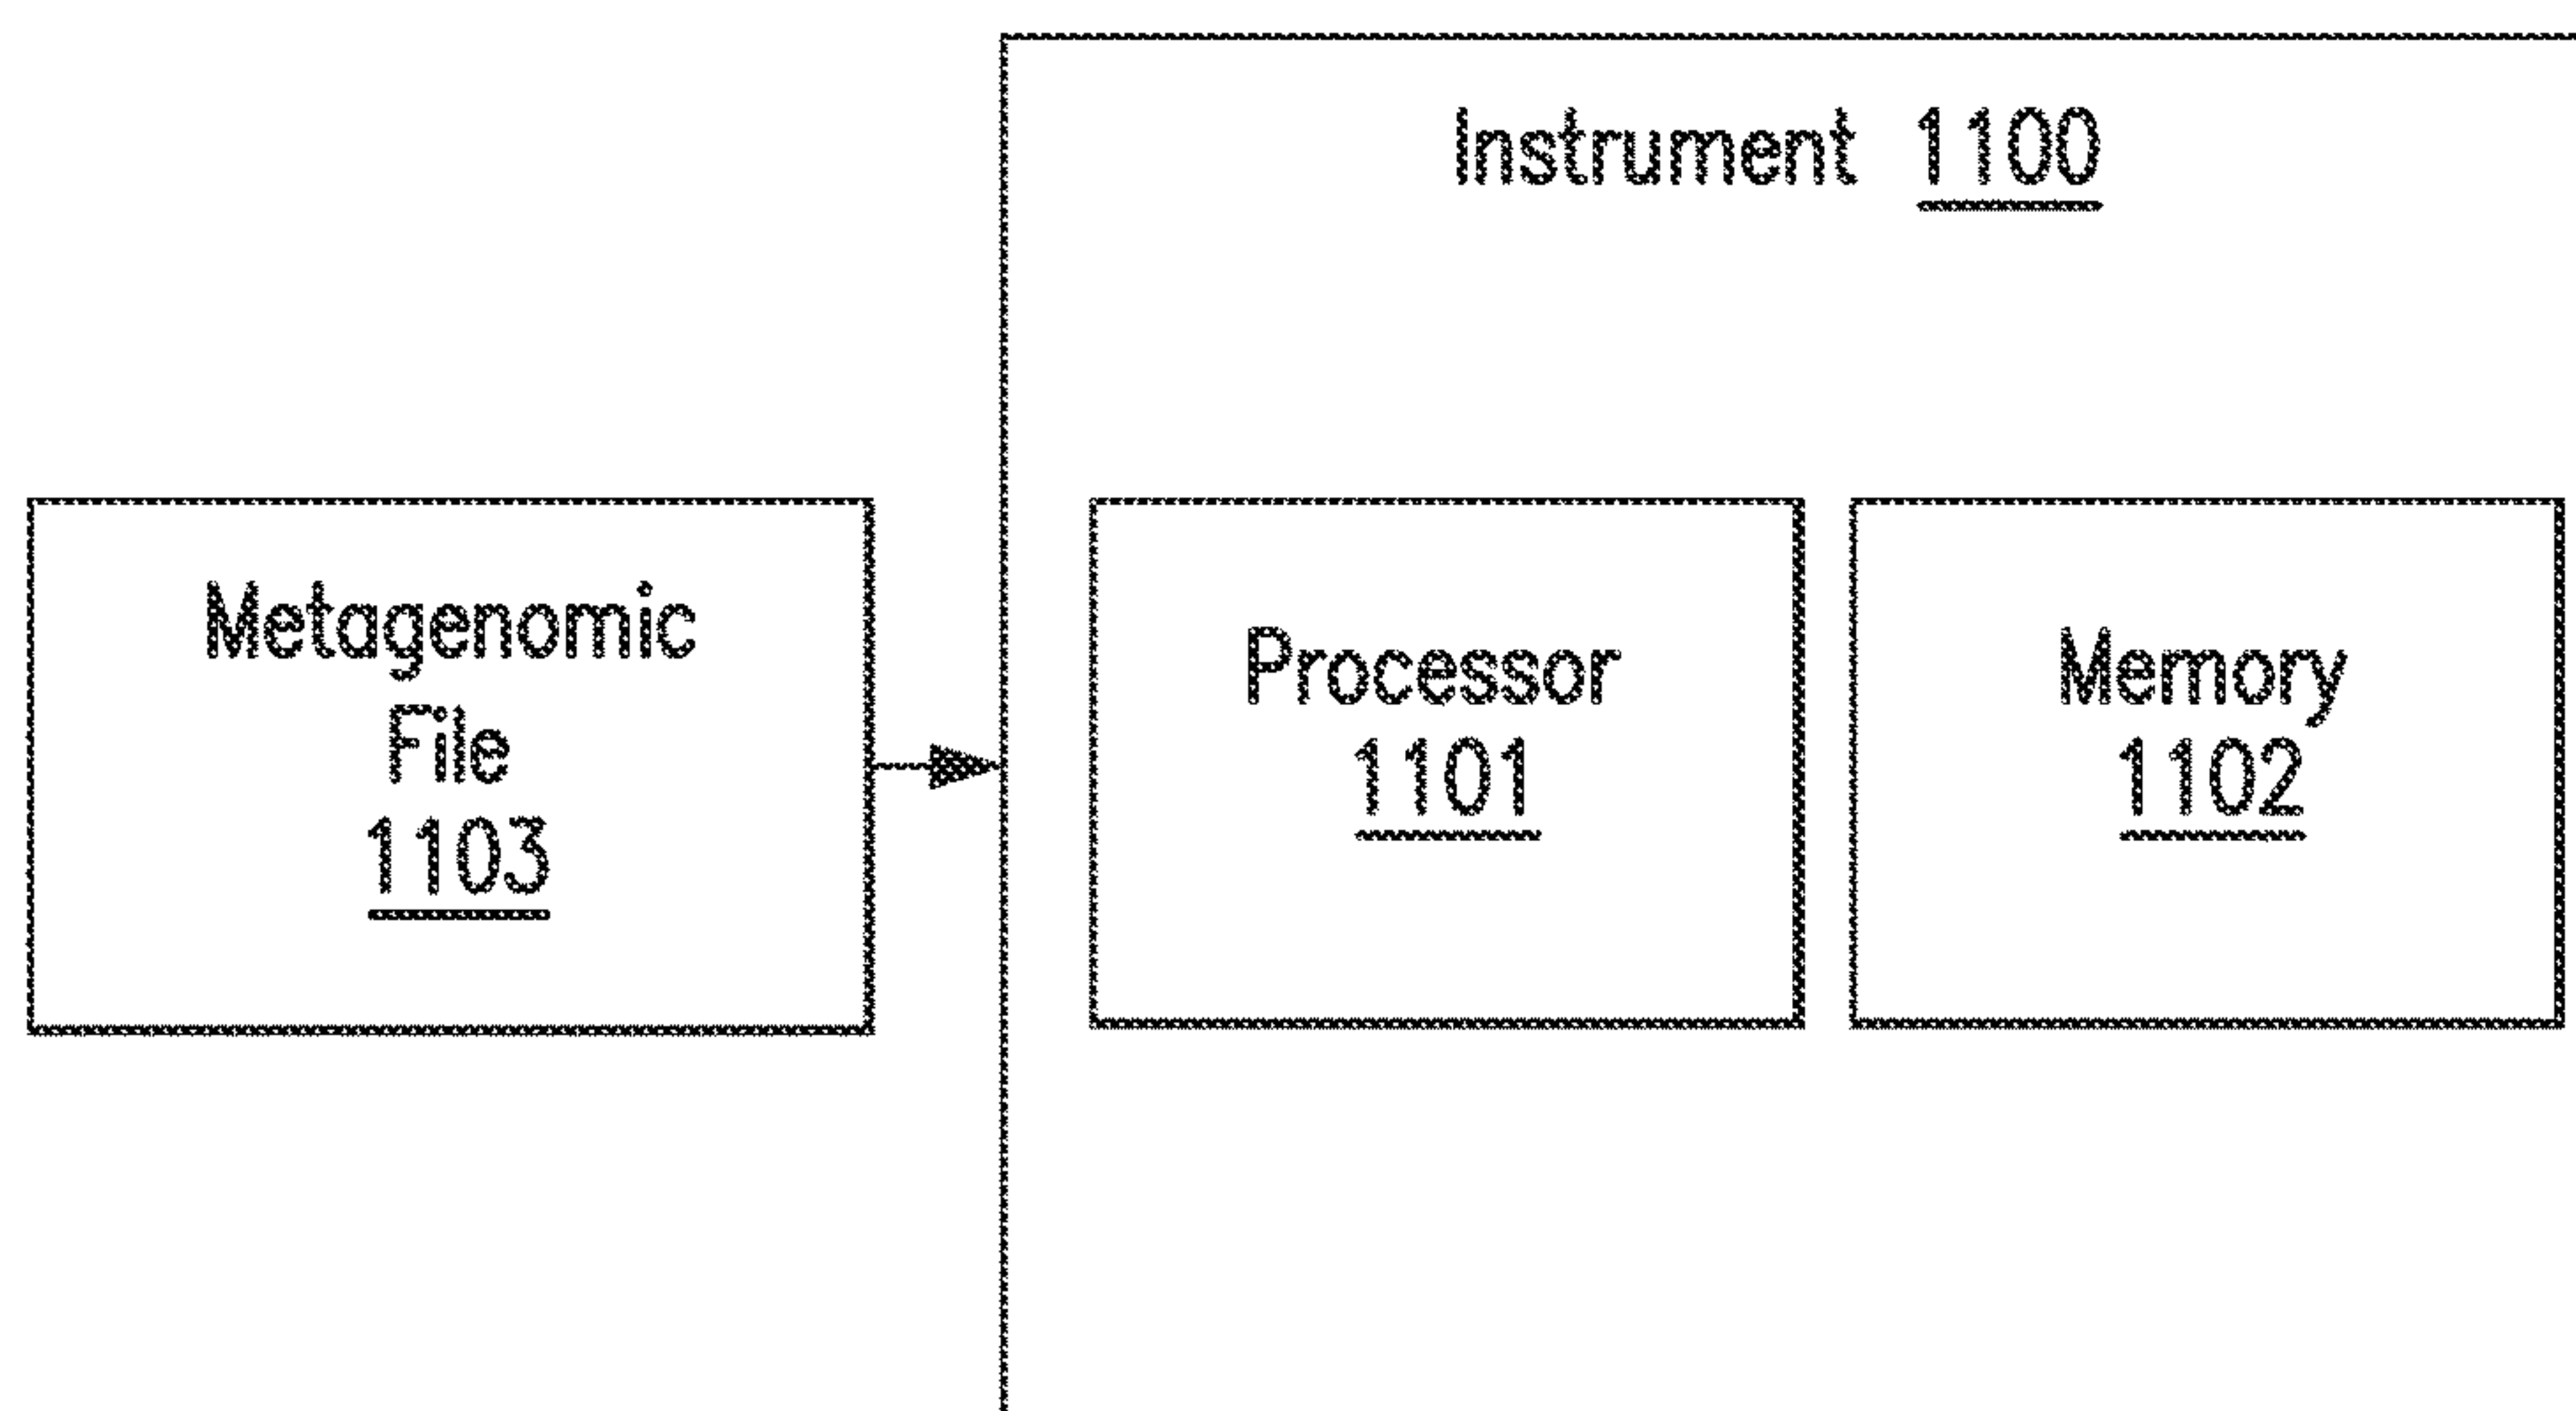 Instrument 1100
Metagenomic
File
1103
Processor
1101
Memory
1102